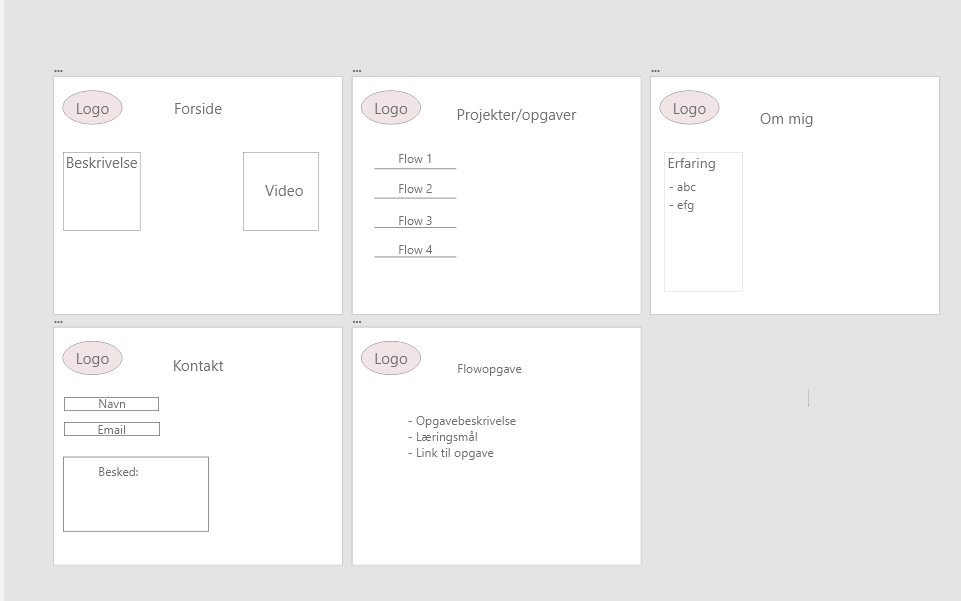 ...
Logo
Forside
Beskrivelse
Video
...
Logo
Projekter/opgaver
Flow 1
Flow 2
Flow 3
Flow 4
...
Logo
Om mig
Erfaring
- abc
- efg
...
Logo
Kontakt
Navn
Email
Besked:
...
Logo
Flowopgave
- Opgavebeskrivelse
- Læringsmål
- Link til opgave